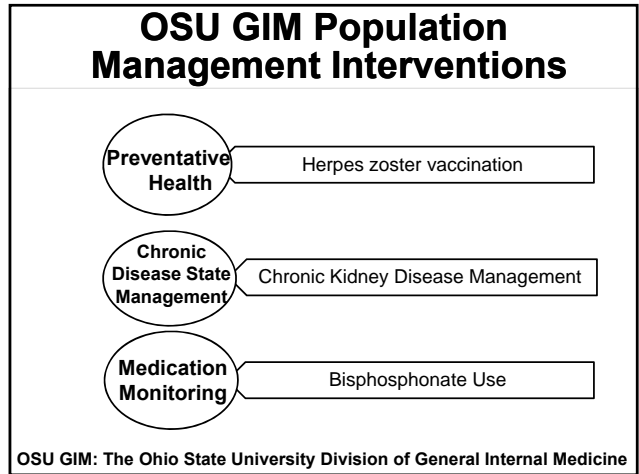 OSU GIM Population
Management Interventions
Preventative
Health
Herpes zoster vaccination
Chronic
Disease State
Management
Chronic Kidney Disease Management
Medication
Monitoring
Bisphosphonate Use
OSU GIM: The Ohio State University Division of General Internal Medicine